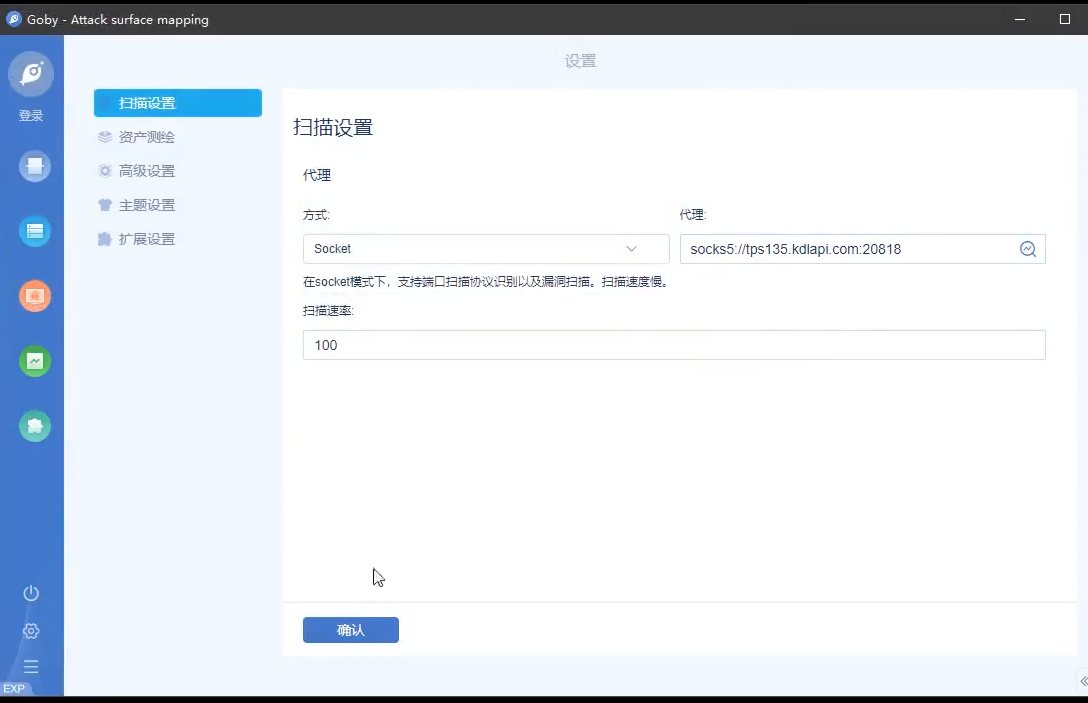 Goby - Attack surface mapping
设置
登录
扫描设置
资产测绘
高级设置
主题设置
扩展设置
扫描设置
代理
方式:
代理:
Socket
socks5://tps135.kdlapi.com:20818
在socket模式下，支持端口扫描协议识别以及漏洞扫描。扫描速度慢。
扫描速率:
100
确认
EXP